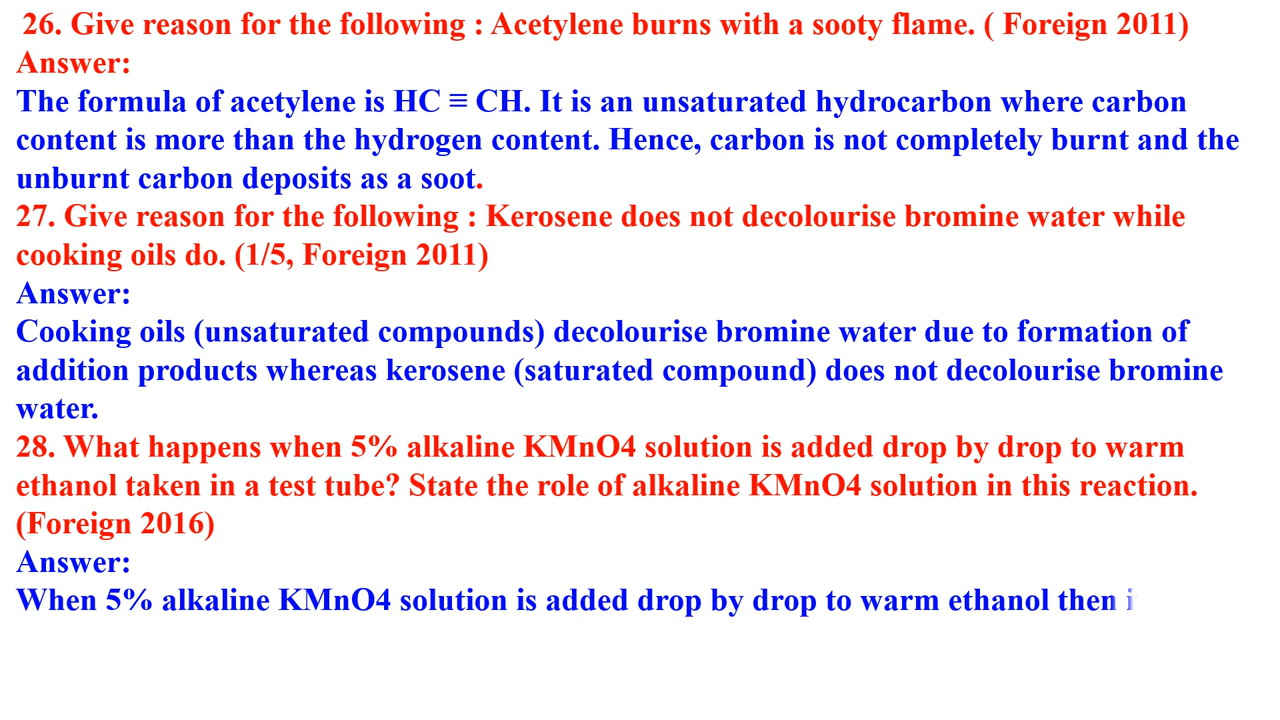 26. Give reason for the following : Acetylene burns with a sooty flame. ( Foreign 2011)
Answer:
The formula of acetylene is HC ≡ CH. It is an unsaturated hydrocarbon where carbon
content is more than the hydrogen content. Hence, carbon is not completely burnt and the
unburnt carbon deposits as a soot.
27. Give reason for the following : Kerosene does not decolourise bromine water while
cooking oils do. (1/5, Foreign 2011)
Answer:
Cooking oils (unsaturated compounds) decolourise bromine water due to formation of
addition products whereas kerosene (saturated compound) does not decolourise bromine
water.
28. What happens when 5% alkaline KMnO4 solution is added drop by drop to warm
ethanol taken in a test tube? State the role of alkaline KMnO4 solution in this reaction.
(Foreign 2016)
Answer:
When 5% alkaline KMnO4 solution is added drop by drop to warm ethanol then